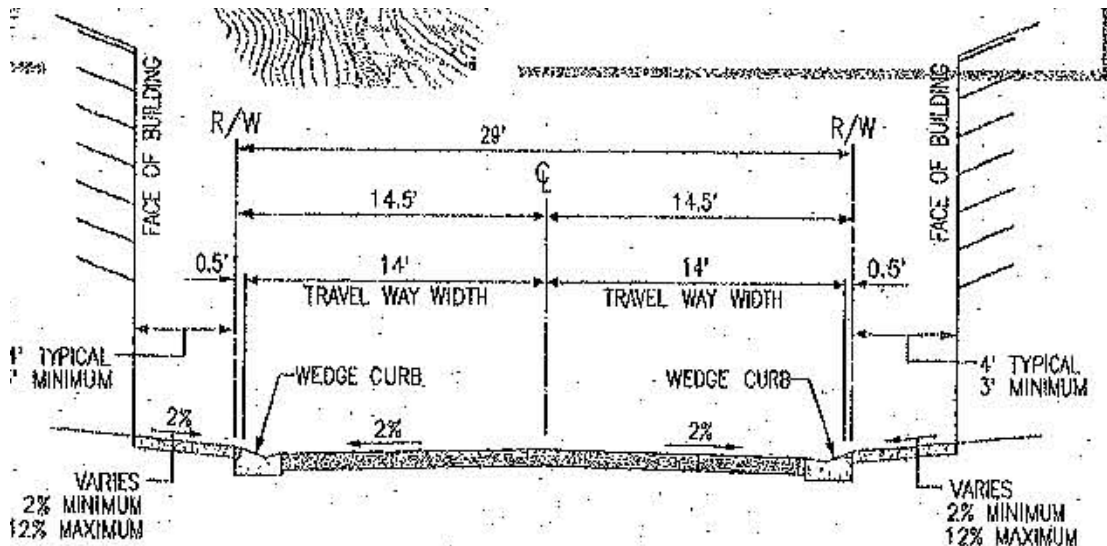 FACE OF BUILDING
R/W
29'
R/W
FACE OF BUILDING
℄
14.5'
14.5'
0.5'
14'
14'
0.5'
TRAVEL WAY WIDTH
TRAVEL WAY WIDTH
4' TYPICAL
' MINIMUM
WEDGE CURB
WEDGE CURB
4' TYPICAL
3' MINIMUM
2%
2%
2%
VARIES
2% MINIMUM
12% MAXIMUM
VARIES
2% MINIMUM
12% MAXIMUM